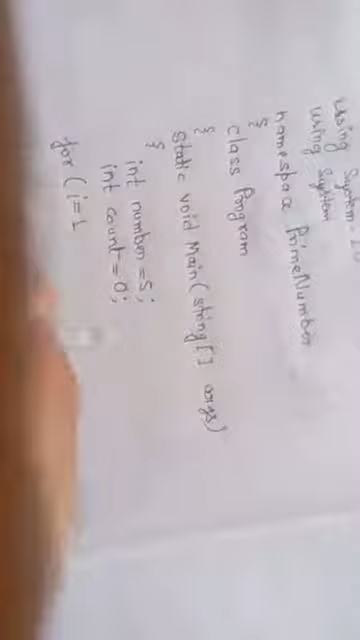 using System.
using System
namespace PrimeNumber
{
class Program
{
static void Main(string[] args)
{
int number = 5;
int count = 0;
for (i=1